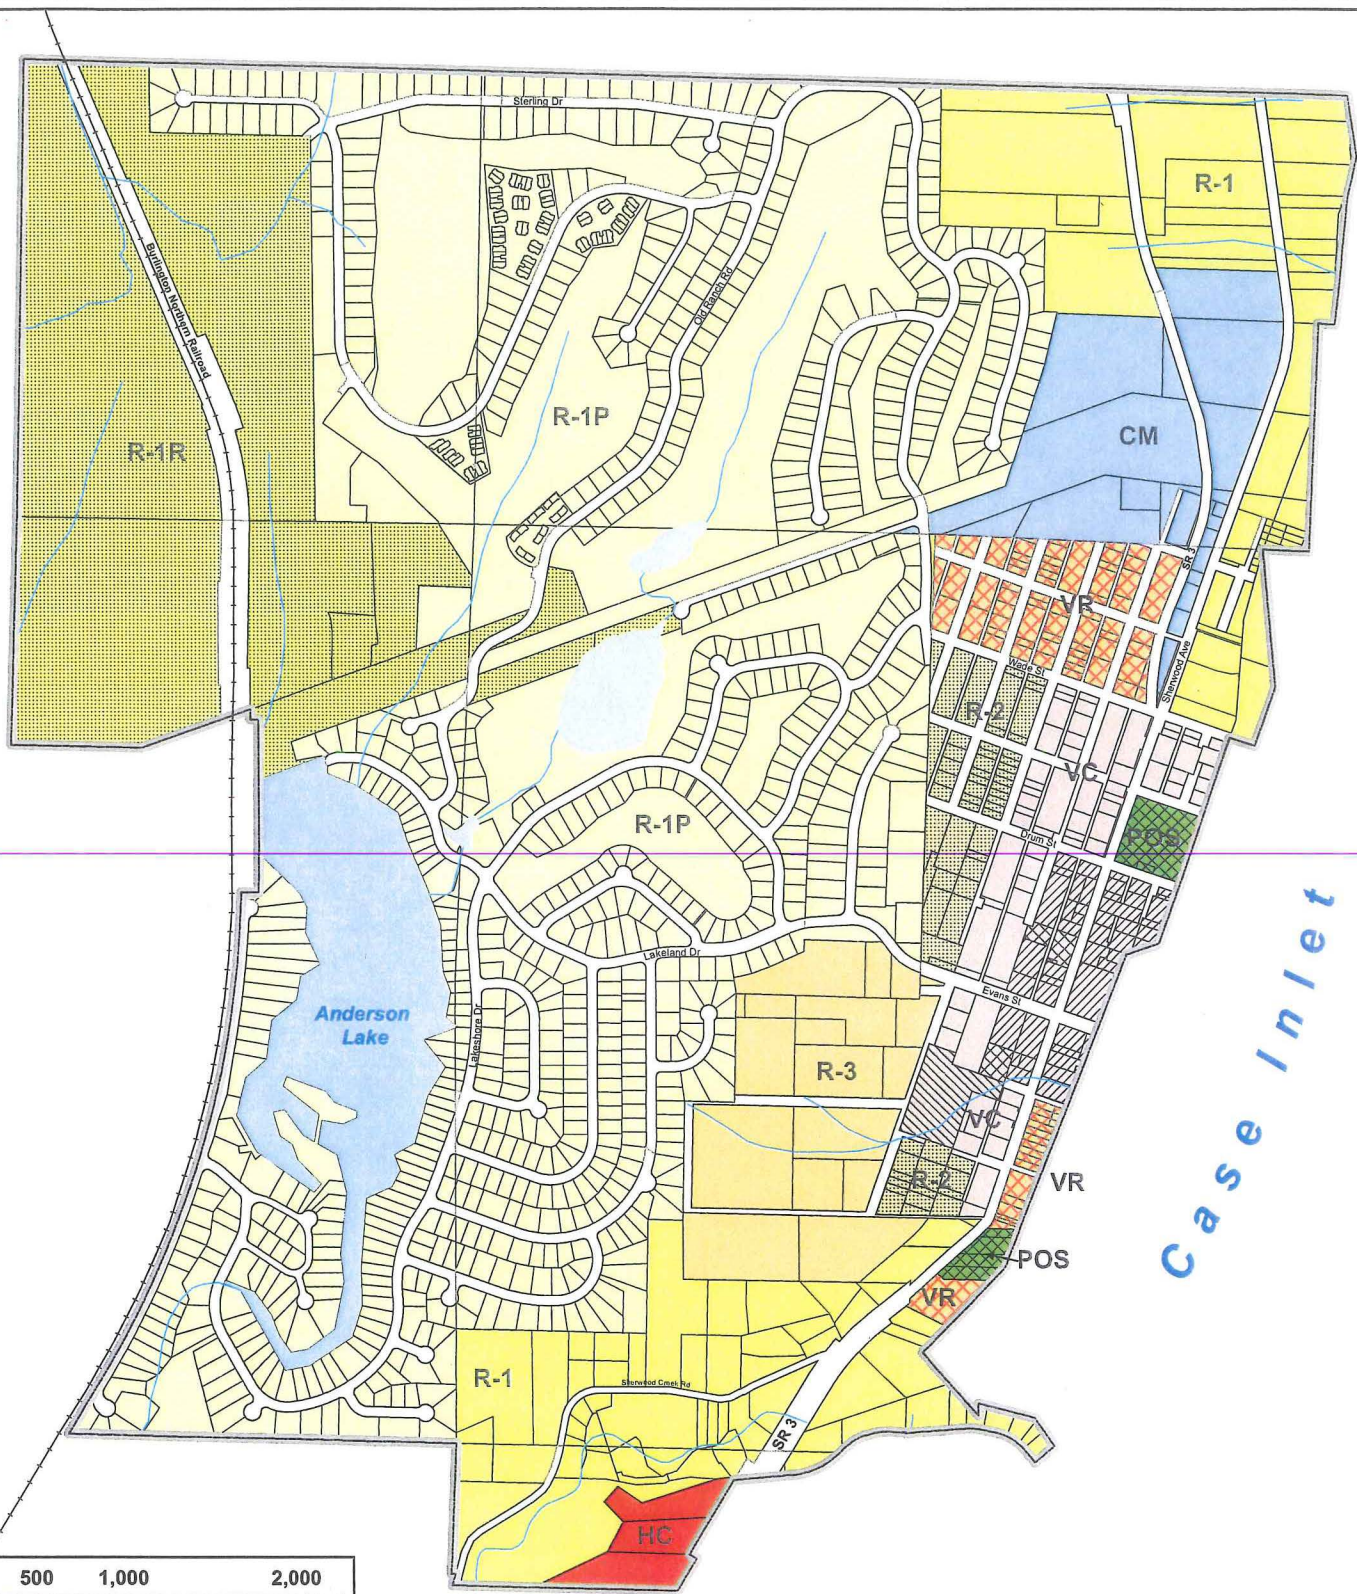 Sterling Dr
R-1
Burlington Northern Railroad
Old Ranch Rd
R-1P
R-1R
CM
SR 3
VR
Wade St
Sherwood Ave
R-2
VC
R-1P
Drum St
POS
Lakeland Dr
Evans St
Anderson
Lake
Lakeshore Dr
Case Inlet
R-3
VC
R-2
VR
POS
VR
R-1
Sherwood Creek Rd
SR 3
HC
500 1,000 2,000